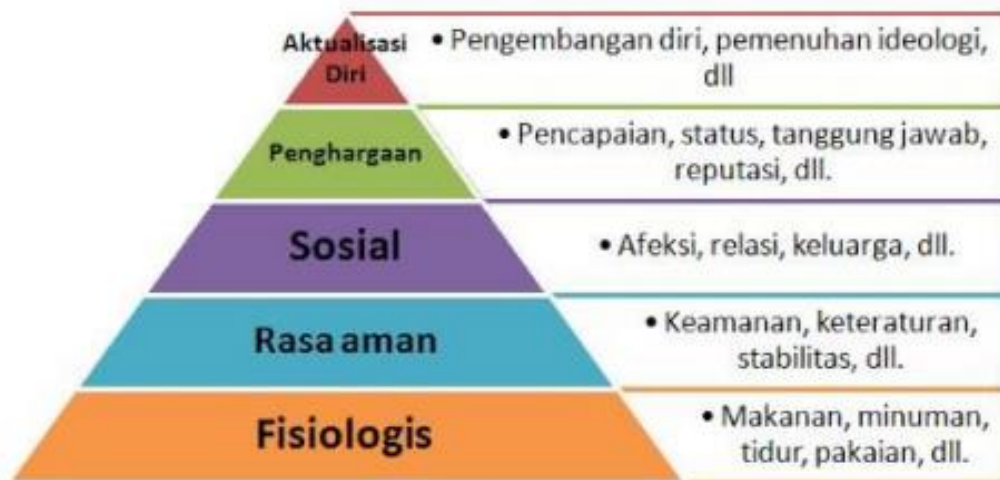 Aktualisasi
Diri
• Pengembangan diri, pemenuhan ideologi,
dll
Penghargaan
• Pencapaian, status, tanggung jawab,
reputasi, dll.
Sosial
• Afeksi, relasi, keluarga, dll.
Rasa aman
• Keamanan, keteraturan,
stabilitas, dll.
Fisiologis
• Makanan, minuman,
tidur, pakaian, dll.